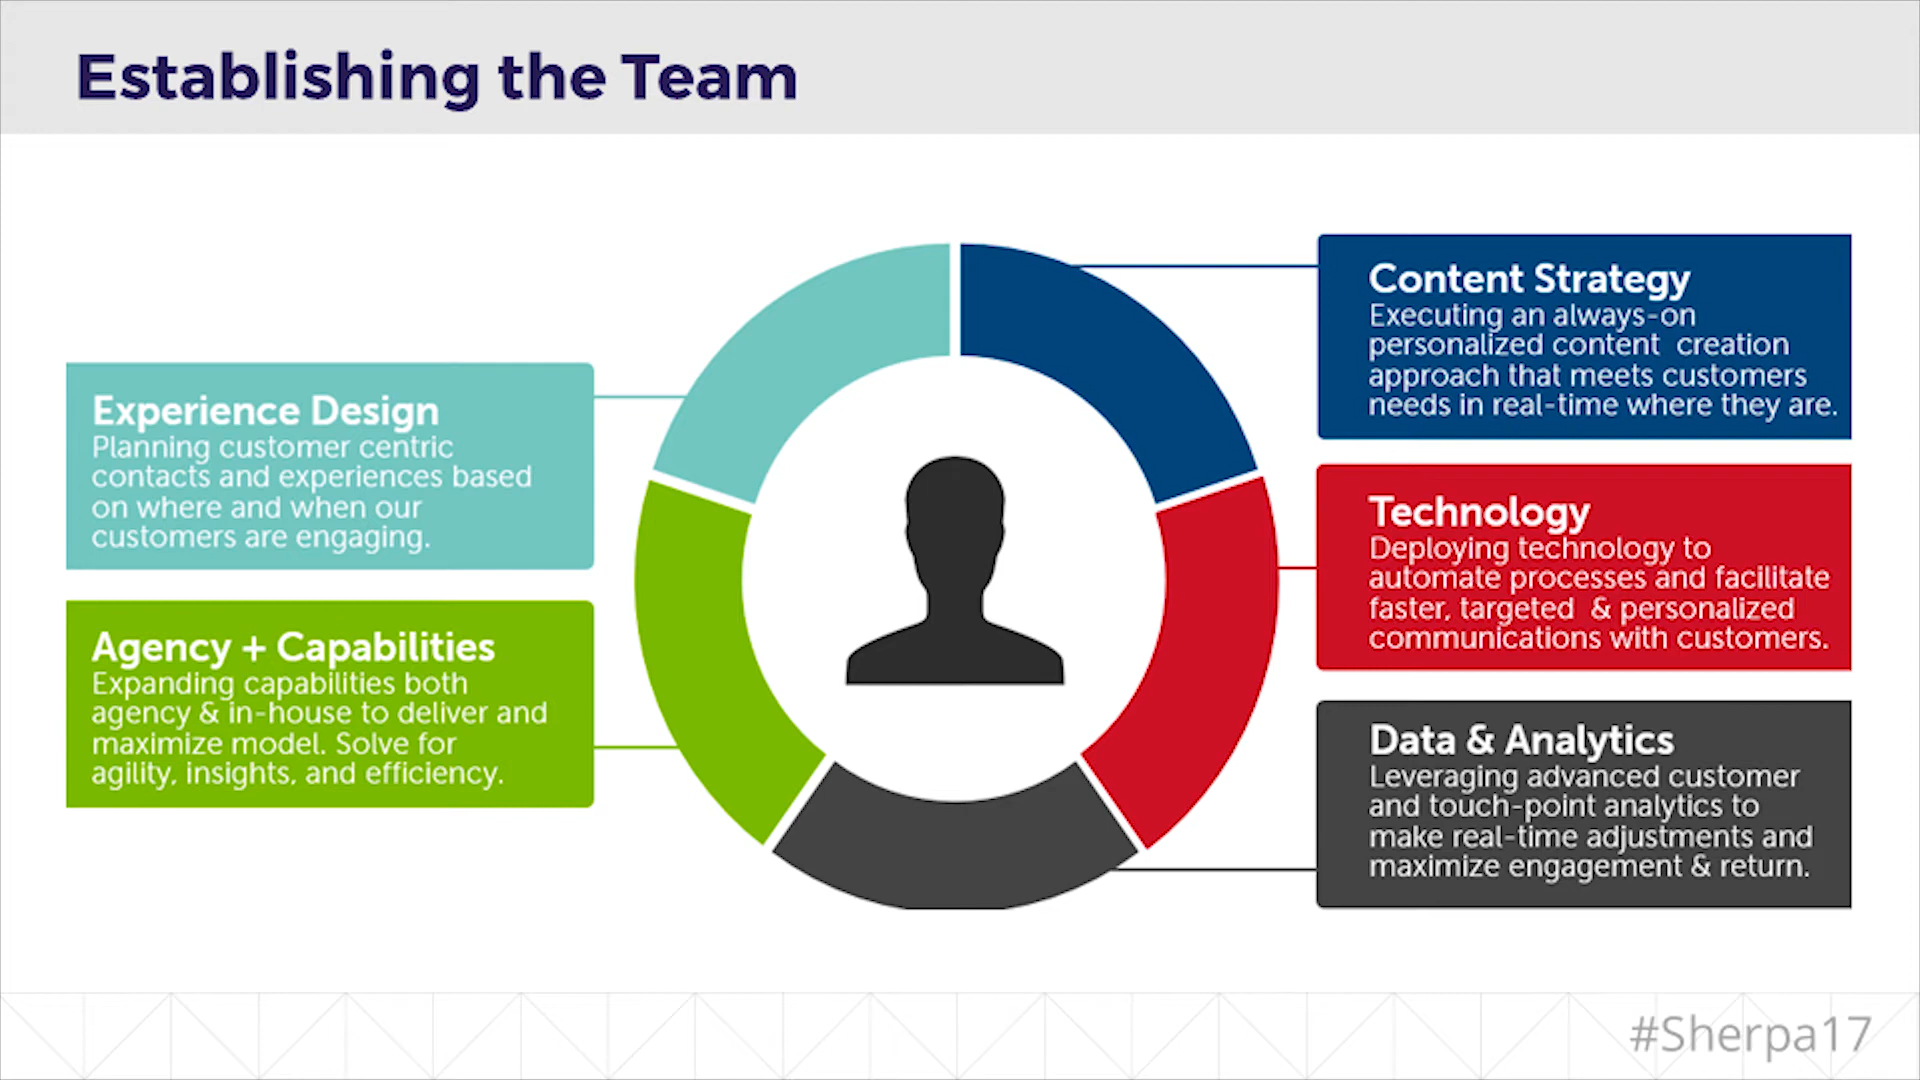 Establishing the Team
Experience Design
Planning customer centric
contacts and experiences based
on where and when our
customers are engaging.
Agency + Capabilities
Expanding capabilities both
agency & in-house to deliver and
maximize model. Solve for
agility, insights, and efficiency.
Content Strategy
Executing an always-on
personalized content creation
approach that meets customers
needs in real-time where they are.
Technology
Deploying technology to
automate processes and facilitate
faster, targeted & personalized
communications with customers.
Data & Analytics
Leveraging advanced customer
and touch-point analytics to
make real-time adjustments and
maximize engagement & return.
#Sherpa17